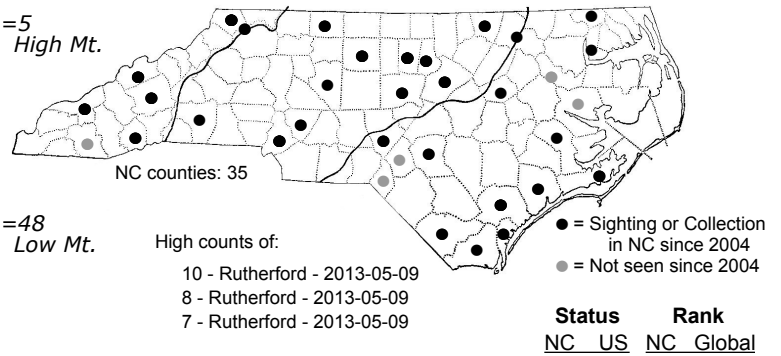 =5
High Mt.
NC counties: 35
=48
Low Mt.
High counts of:
10 - Rutherford - 2013-05-09
8 - Rutherford - 2013-05-09
7 - Rutherford - 2013-05-09
= Sighting or Collection
in NC since 2004
= Not seen since 2004
Status Rank
NC US NC Global